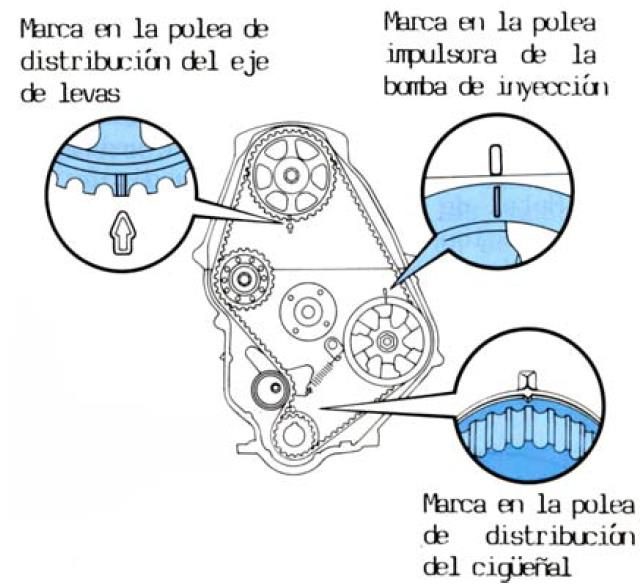 Marca en la polea de
distribución del eje
de levas
Marca en la polea
impulsora de la
bomba de inyección
Marca en la polea
de distribución
del cigüeñal